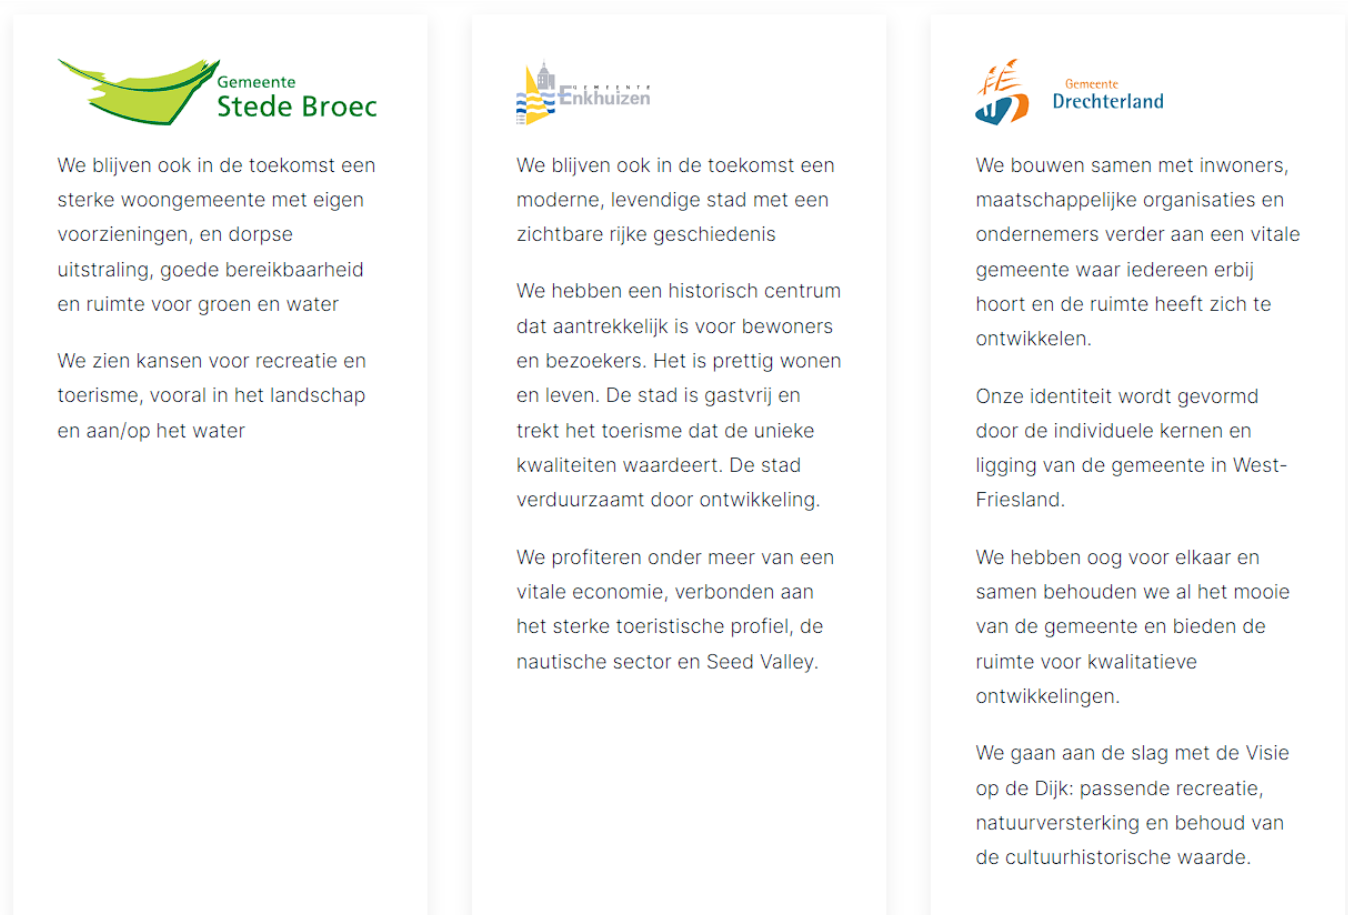 Gemeente
Stede Broec
We blijven ook in de toekomst een
sterke woongemeente met eigen
voorzieningen, en dorpse
uitstraling, goede bereikbaarheid
en ruimte voor groen en water
We zien kansen voor recreatie en
toerisme, vooral in het landschap
en aan/op het water
GEMEENTE
Enkhuizen
We blijven ook in de toekomst een
moderne, levendige stad met een
zichtbare rijke geschiedenis
We hebben een historisch centrum
dat aantrekkelijk is voor bewoners
en bezoekers. Het is prettig wonen
en leven. De stad is gastvrij en
trekt het toerisme dat de unieke
kwaliteiten waardeert. De stad
verduurzaamt door ontwikkeling.
We profiteren onder meer van een
vitale economie, verbonden aan
het sterke toeristische profiel, de
nautische sector en Seed Valley.
Gemeente
Drechterland
We bouwen samen met inwoners,
maatschappelijke organisaties en
ondernemers verder aan een vitale
gemeente waar iedereen erbij
hoort en de ruimte heeft zich te
ontwikkelen.
Onze identiteit wordt gevormd
door de individuele kernen en
ligging van de gemeente in West-
Friesland.
We hebben oog voor elkaar en
samen behouden we al het mooie
van de gemeente en bieden de
ruimte voor kwalitatieve
ontwikkelingen.
We gaan aan de slag met de Visie
op de Dijk: passende recreatie,
natuurversterking en behoud van
de cultuurhistorische waarde.